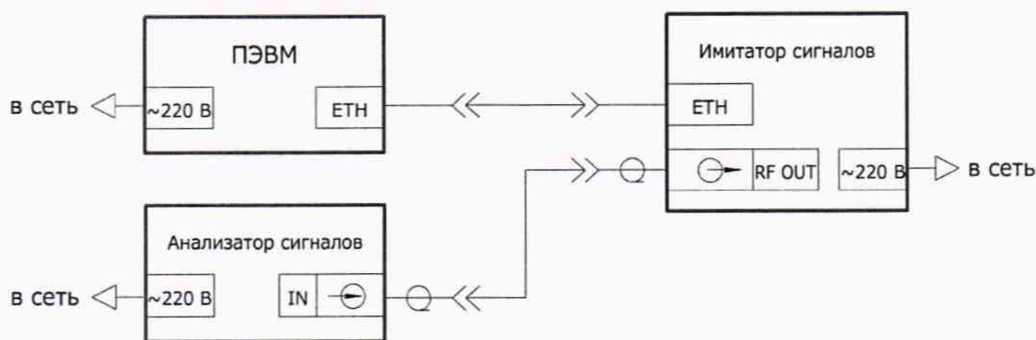 ПЭВМ
в сеть
~220 В
ETH
Имитатор сигналов
ETH
RF OUT
~220 В
в сеть
Анализатор сигналов
в сеть
~220 В
IN